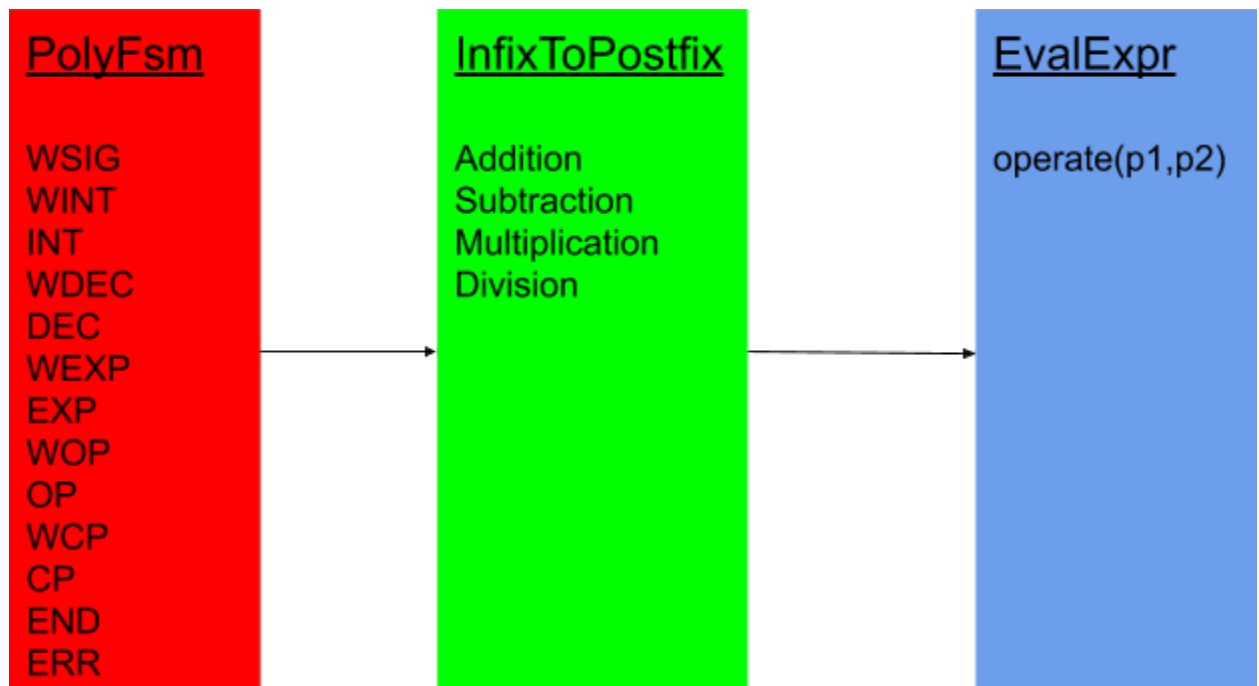 PolyFsm
WSIG
WINT
INT
WDEC
DEC
WEXP
EXP
WOP
OP
WCP
CP
END
ERR
InfixToPostfix
Addition
Subtraction
Multiplication
Division
EvalExpr
operate(p1,p2)